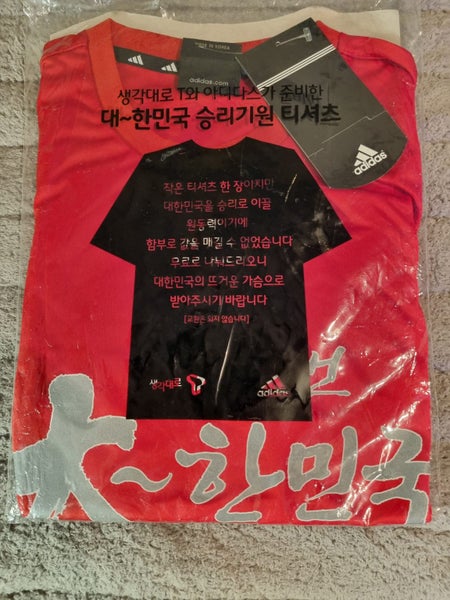 MADE IN KOREA
adidas.com
adidas
생각대로 T와 아디다스가 준비한
대~한민국 승리기원 티셔츠
작은 티셔츠 한 장이지만
대한민국을 승리로 이끌
원동력이기에
함부로 값을 매길 수 없었습니다
무료로 나눠드리오니
대한민국의 뜨거운 가슴으로
받아주시기 바랍니다
[교환은 되지 않습니다]
생각대로 T
adidas
大~한민국